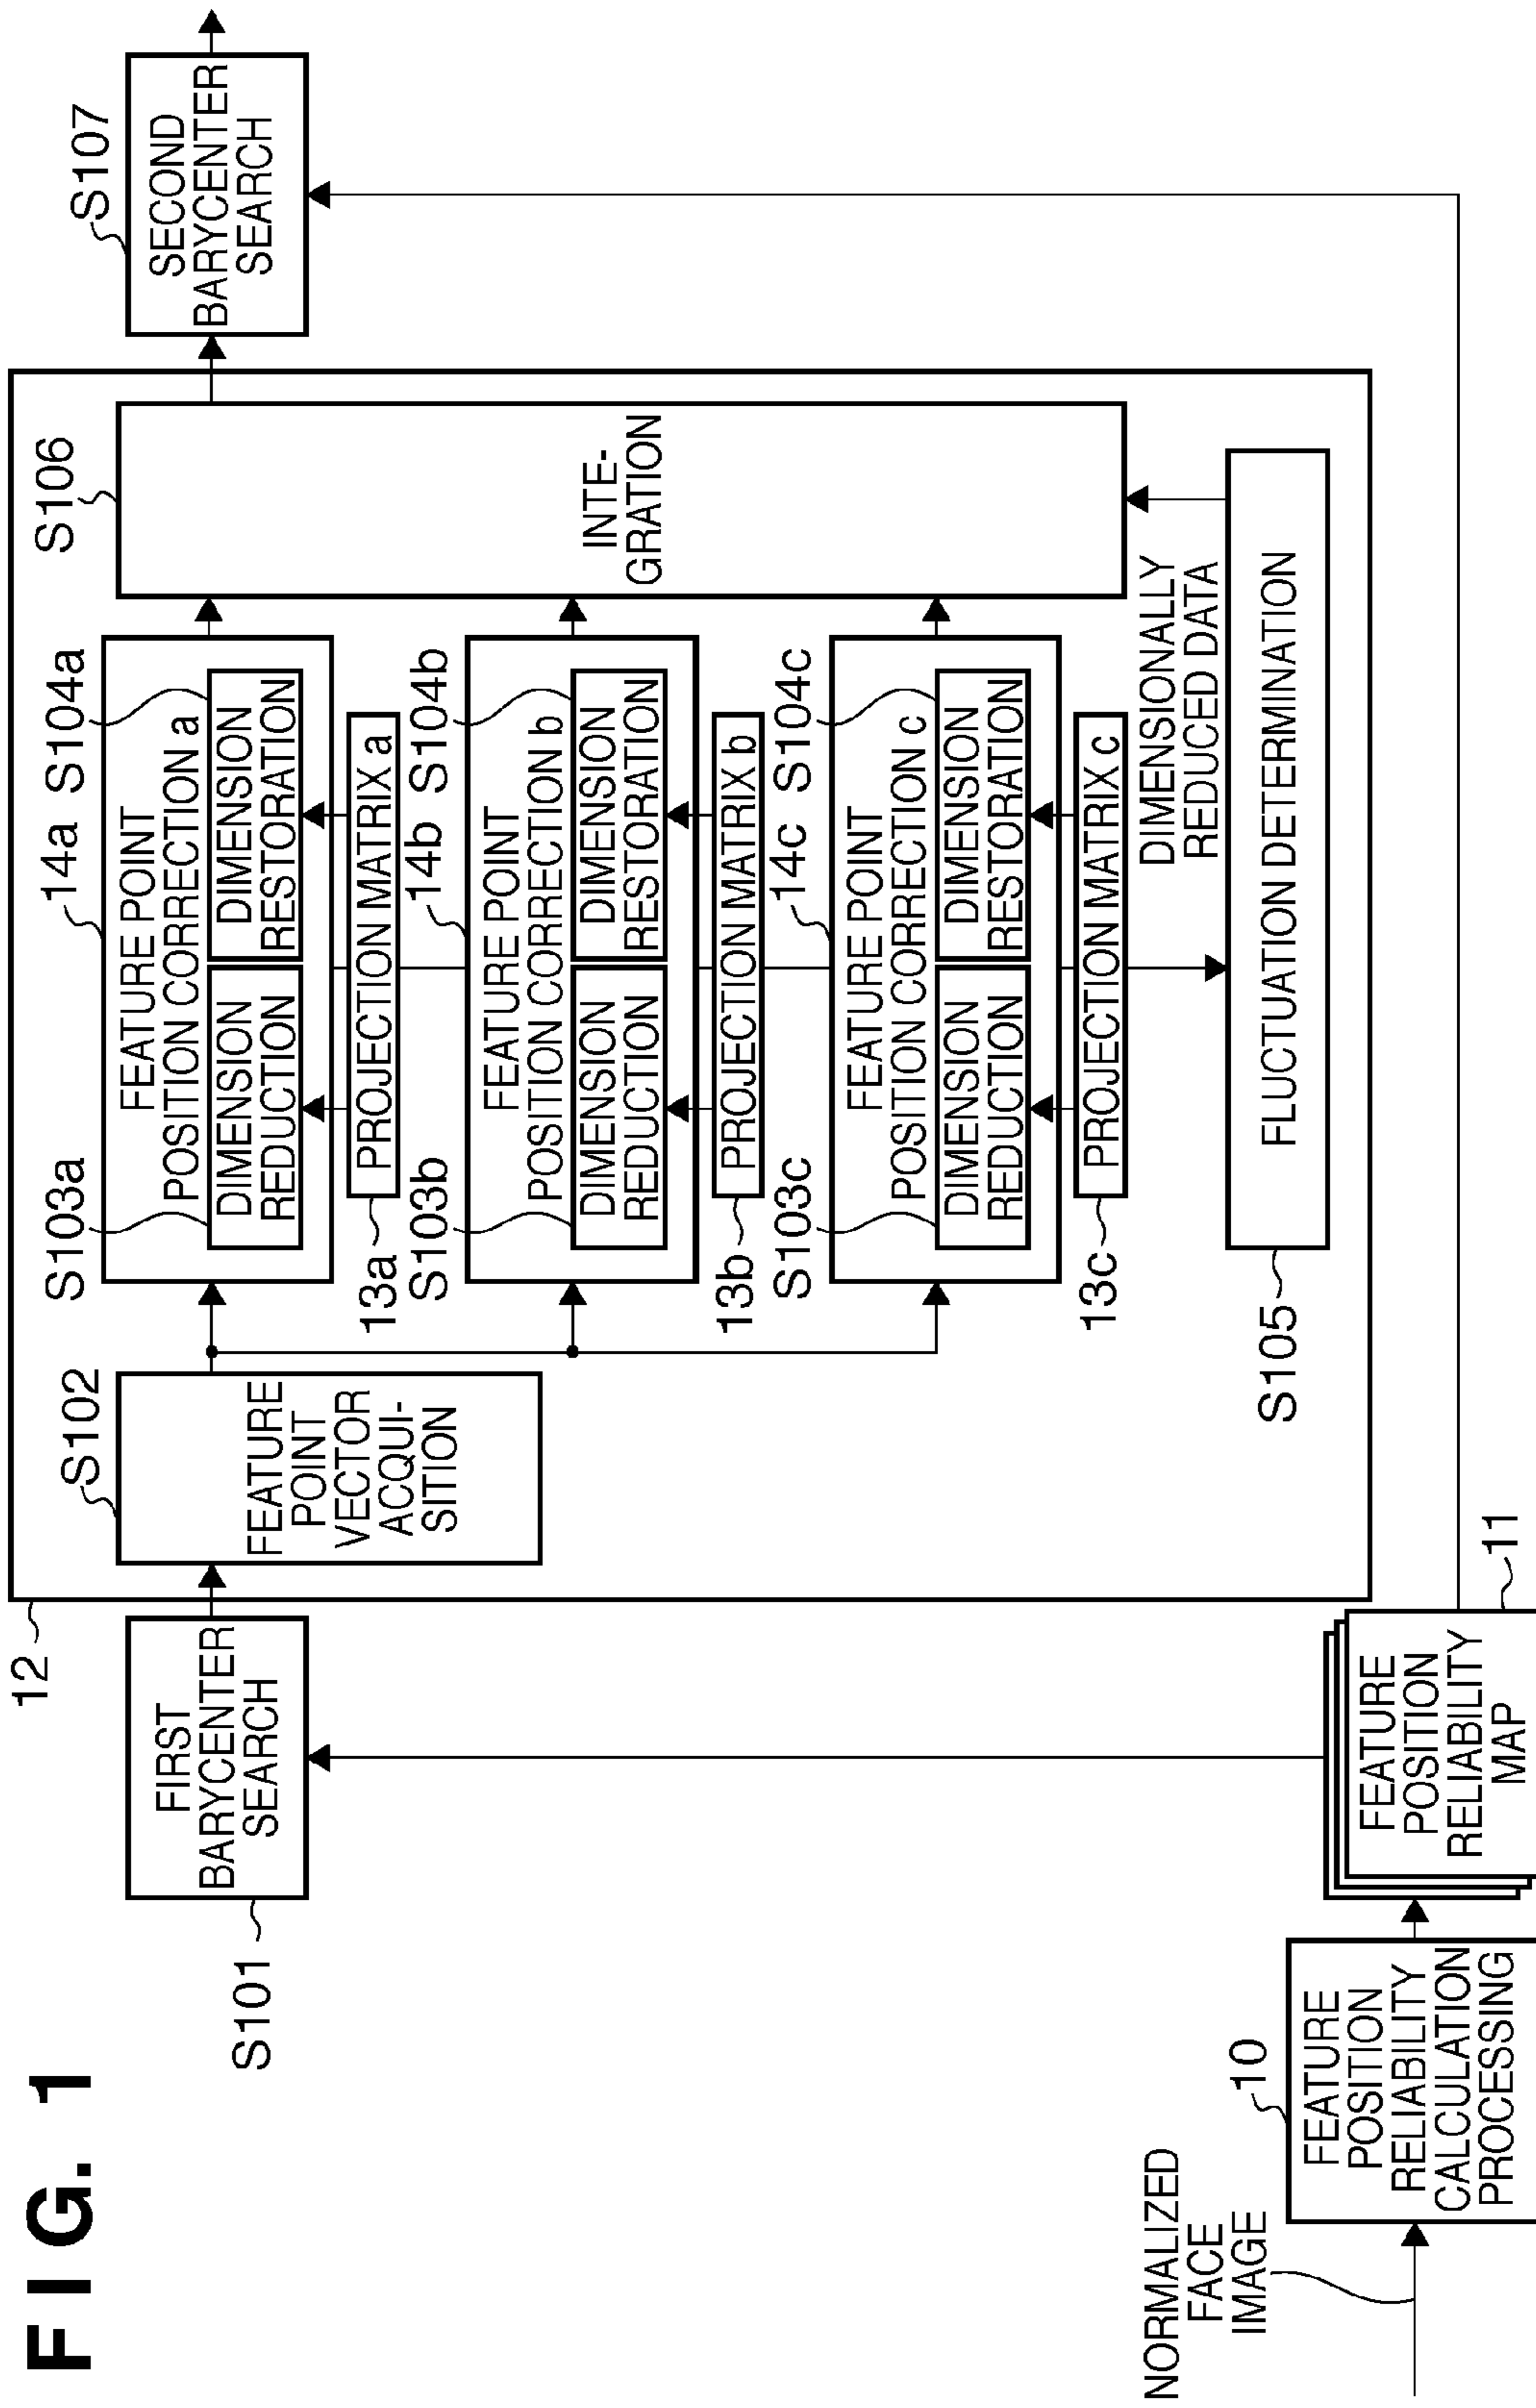 FIG. 1
NORMALIZED
FACE
IMAGE
10
FEATURE
POSITION
RELIABILITY
CALCULATION
PROCESSING
11
FEATURE
POSITION
RELIABILITY
MAP
S101
FIRST
BARYCENTER
SEARCH
12
S102
FEATURE
POINT
VECTOR
ACQUI-
SITION
14a
FEATURE POINT
POSITION CORRECTION a
S103a
DIMENSION
REDUCTION
S104a
DIMENSION
RESTORATION
13a
PROJECTION MATRIX a
14b
FEATURE POINT
POSITION CORRECTION b
S103b
DIMENSION
REDUCTION
S104b
DIMENSION
RESTORATION
13b
PROJECTION MATRIX b
14c
FEATURE POINT
POSITION CORRECTION c
S103c
DIMENSION
REDUCTION
S104c
DIMENSION
RESTORATION
13c
PROJECTION MATRIX c
DIMENSIONALLY
REDUCED DATA
S105
FLUCTUATION DETERMINATION
S106
INTE-
GRATION
S107
SECOND
BARYCENTER
SEARCH